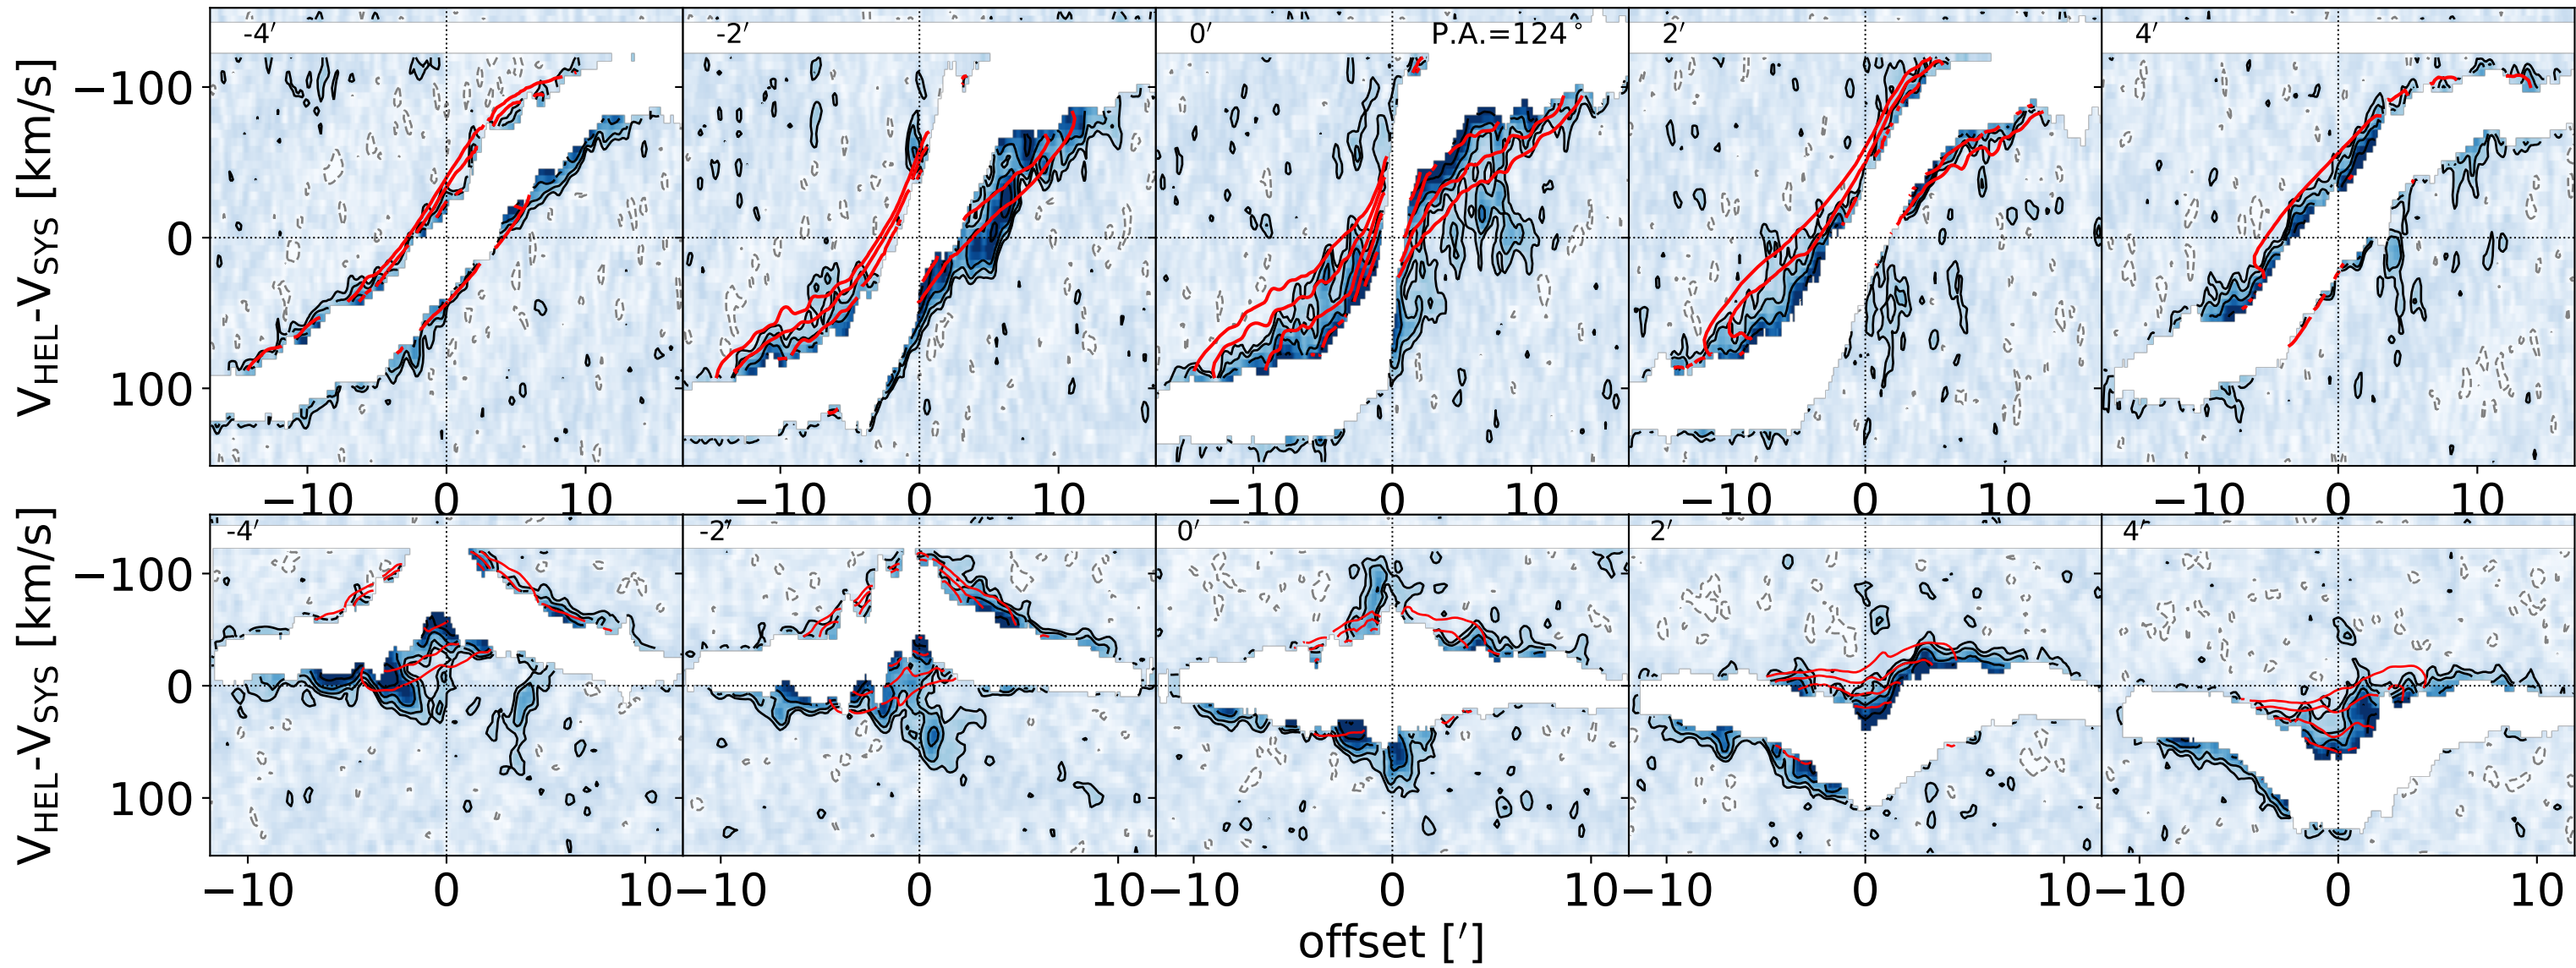 -4′ -2′ 0′ P.A.=124° 2′ 4′
V_HEL-V_SYS [km/s]
−100
0
100
−10 0 10 −10 0 10 −10 0 10 −10 0 10 −10 0 10
-4′ -2′ 0′ 2′ 4′
V_HEL-V_SYS [km/s]
−100
0
100
−10 0 10 −10 0 10 −10 0 10 −10 0 10 −10 0 10
offset [′]